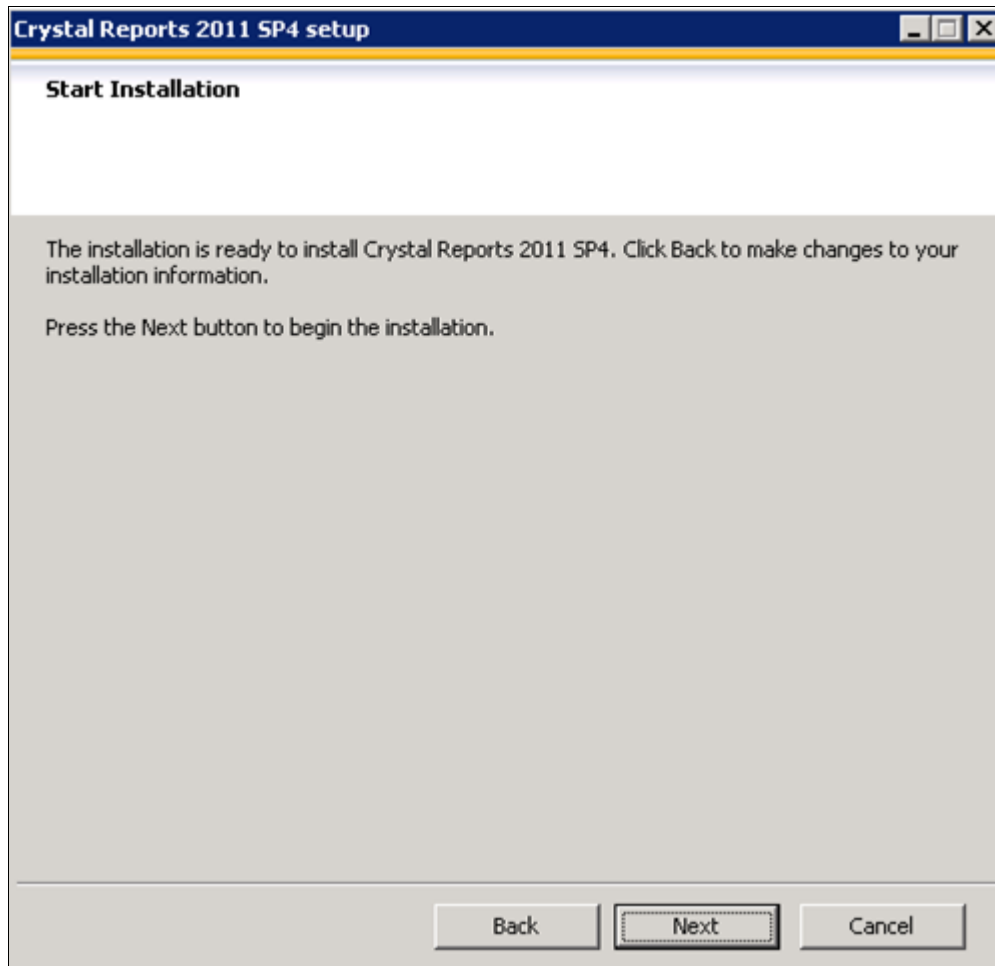 Crystal Reports 2011 SP4 setup
Start Installation
The installation is ready to install Crystal Reports 2011 SP4. Click Back to make changes to your
installation information.
Press the Next button to begin the installation.
Back Next Cancel